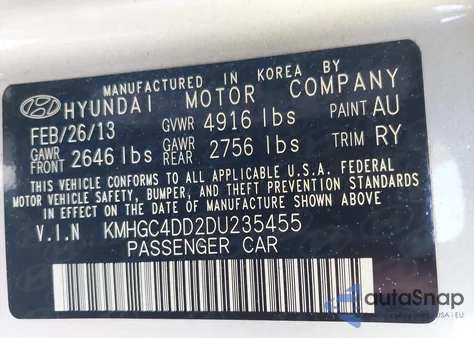 MANUFACTURED IN KOREA BY
HYUNDAI MOTOR COMPANY
FEB/26/13 GVWR 4916 lbs PAINT AU
GAWR FRONT 2646 lbs GAWR REAR 2756 lbs TRIM RY
THIS VEHICLE CONFORMS TO ALL APPLICABLE U.S.A. FEDERAL
MOTOR VEHICLE SAFETY, BUMPER, AND THEFT PREVENTION STANDARDS
IN EFFECT ON THE DATE OF MANUFACTURE SHOWN ABOVE
V.I.N KMHGC4DD2DU235455
PASSENGER CAR
autoSnap
USA - EU